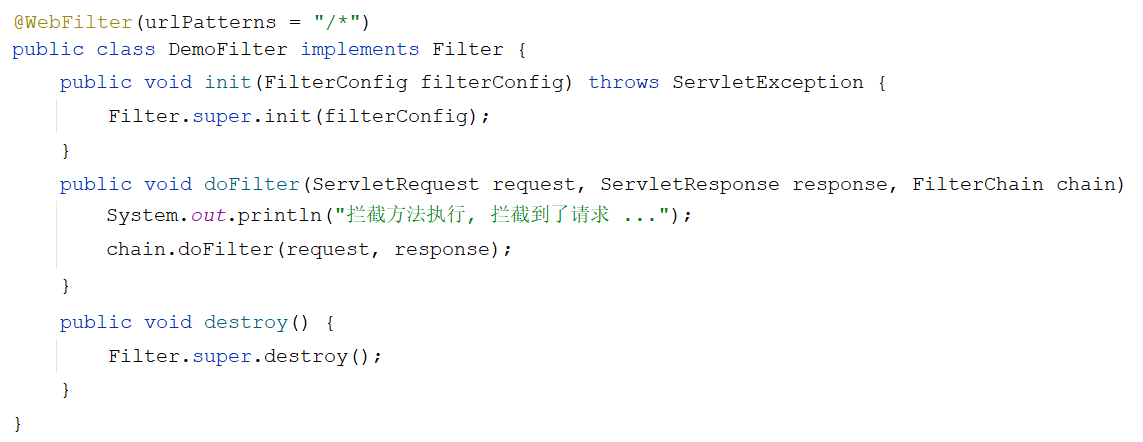 @WebFilter(urlPatterns = "/*")
public class DemoFilter implements Filter {
    public void init(FilterConfig filterConfig) throws ServletException {
        Filter.super.init(filterConfig);
    }
    public void doFilter(ServletRequest request, ServletResponse response, FilterChain chain)
        System.out.println("拦截方法执行, 拦截到了请求 ...");
        chain.doFilter(request, response);
    }
    public void destroy() {
        Filter.super.destroy();
    }
}